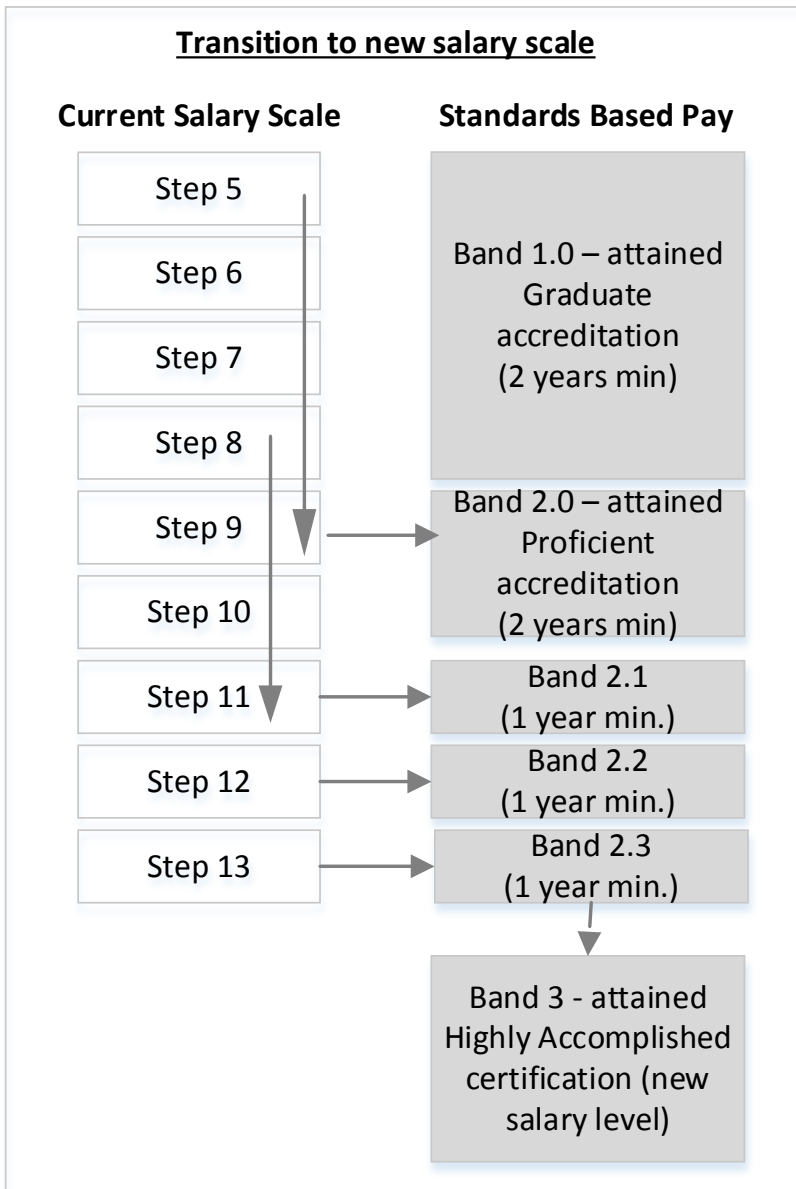 Transition to new salary scale
Current Salary Scale
Standards Based Pay
Step 5
Step 6
Step 7
Step 8
Step 9
Step 10
Step 11
Step 12
Step 13
Band 1.0 – attained
Graduate
accreditation
(2 years min)
Band 2.0 – attained
Proficient
accreditation
(2 years min)
Band 2.1
(1 year min.)
Band 2.2
(1 year min.)
Band 2.3
(1 year min.)
Band 3 - attained
Highly Accomplished
certification (new
salary level)